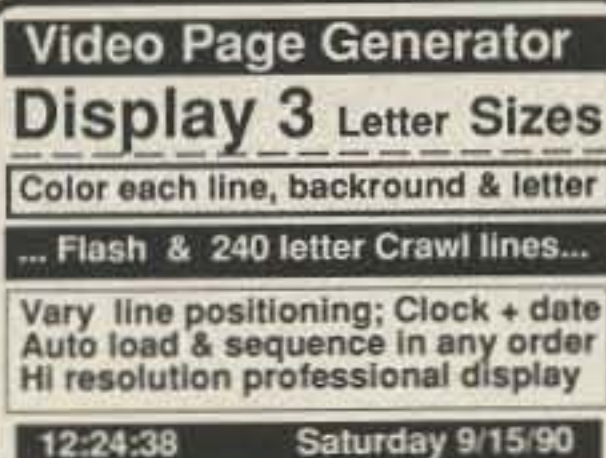 Video Page Generator
Display 3 Letter Sizes
Color each line, backround & letter
... Flash & 240 letter Crawl lines...
Vary line positioning; Clock + date
Auto load & sequence in any order
Hi resolution professional display
12:24:38 Saturday 9/15/90